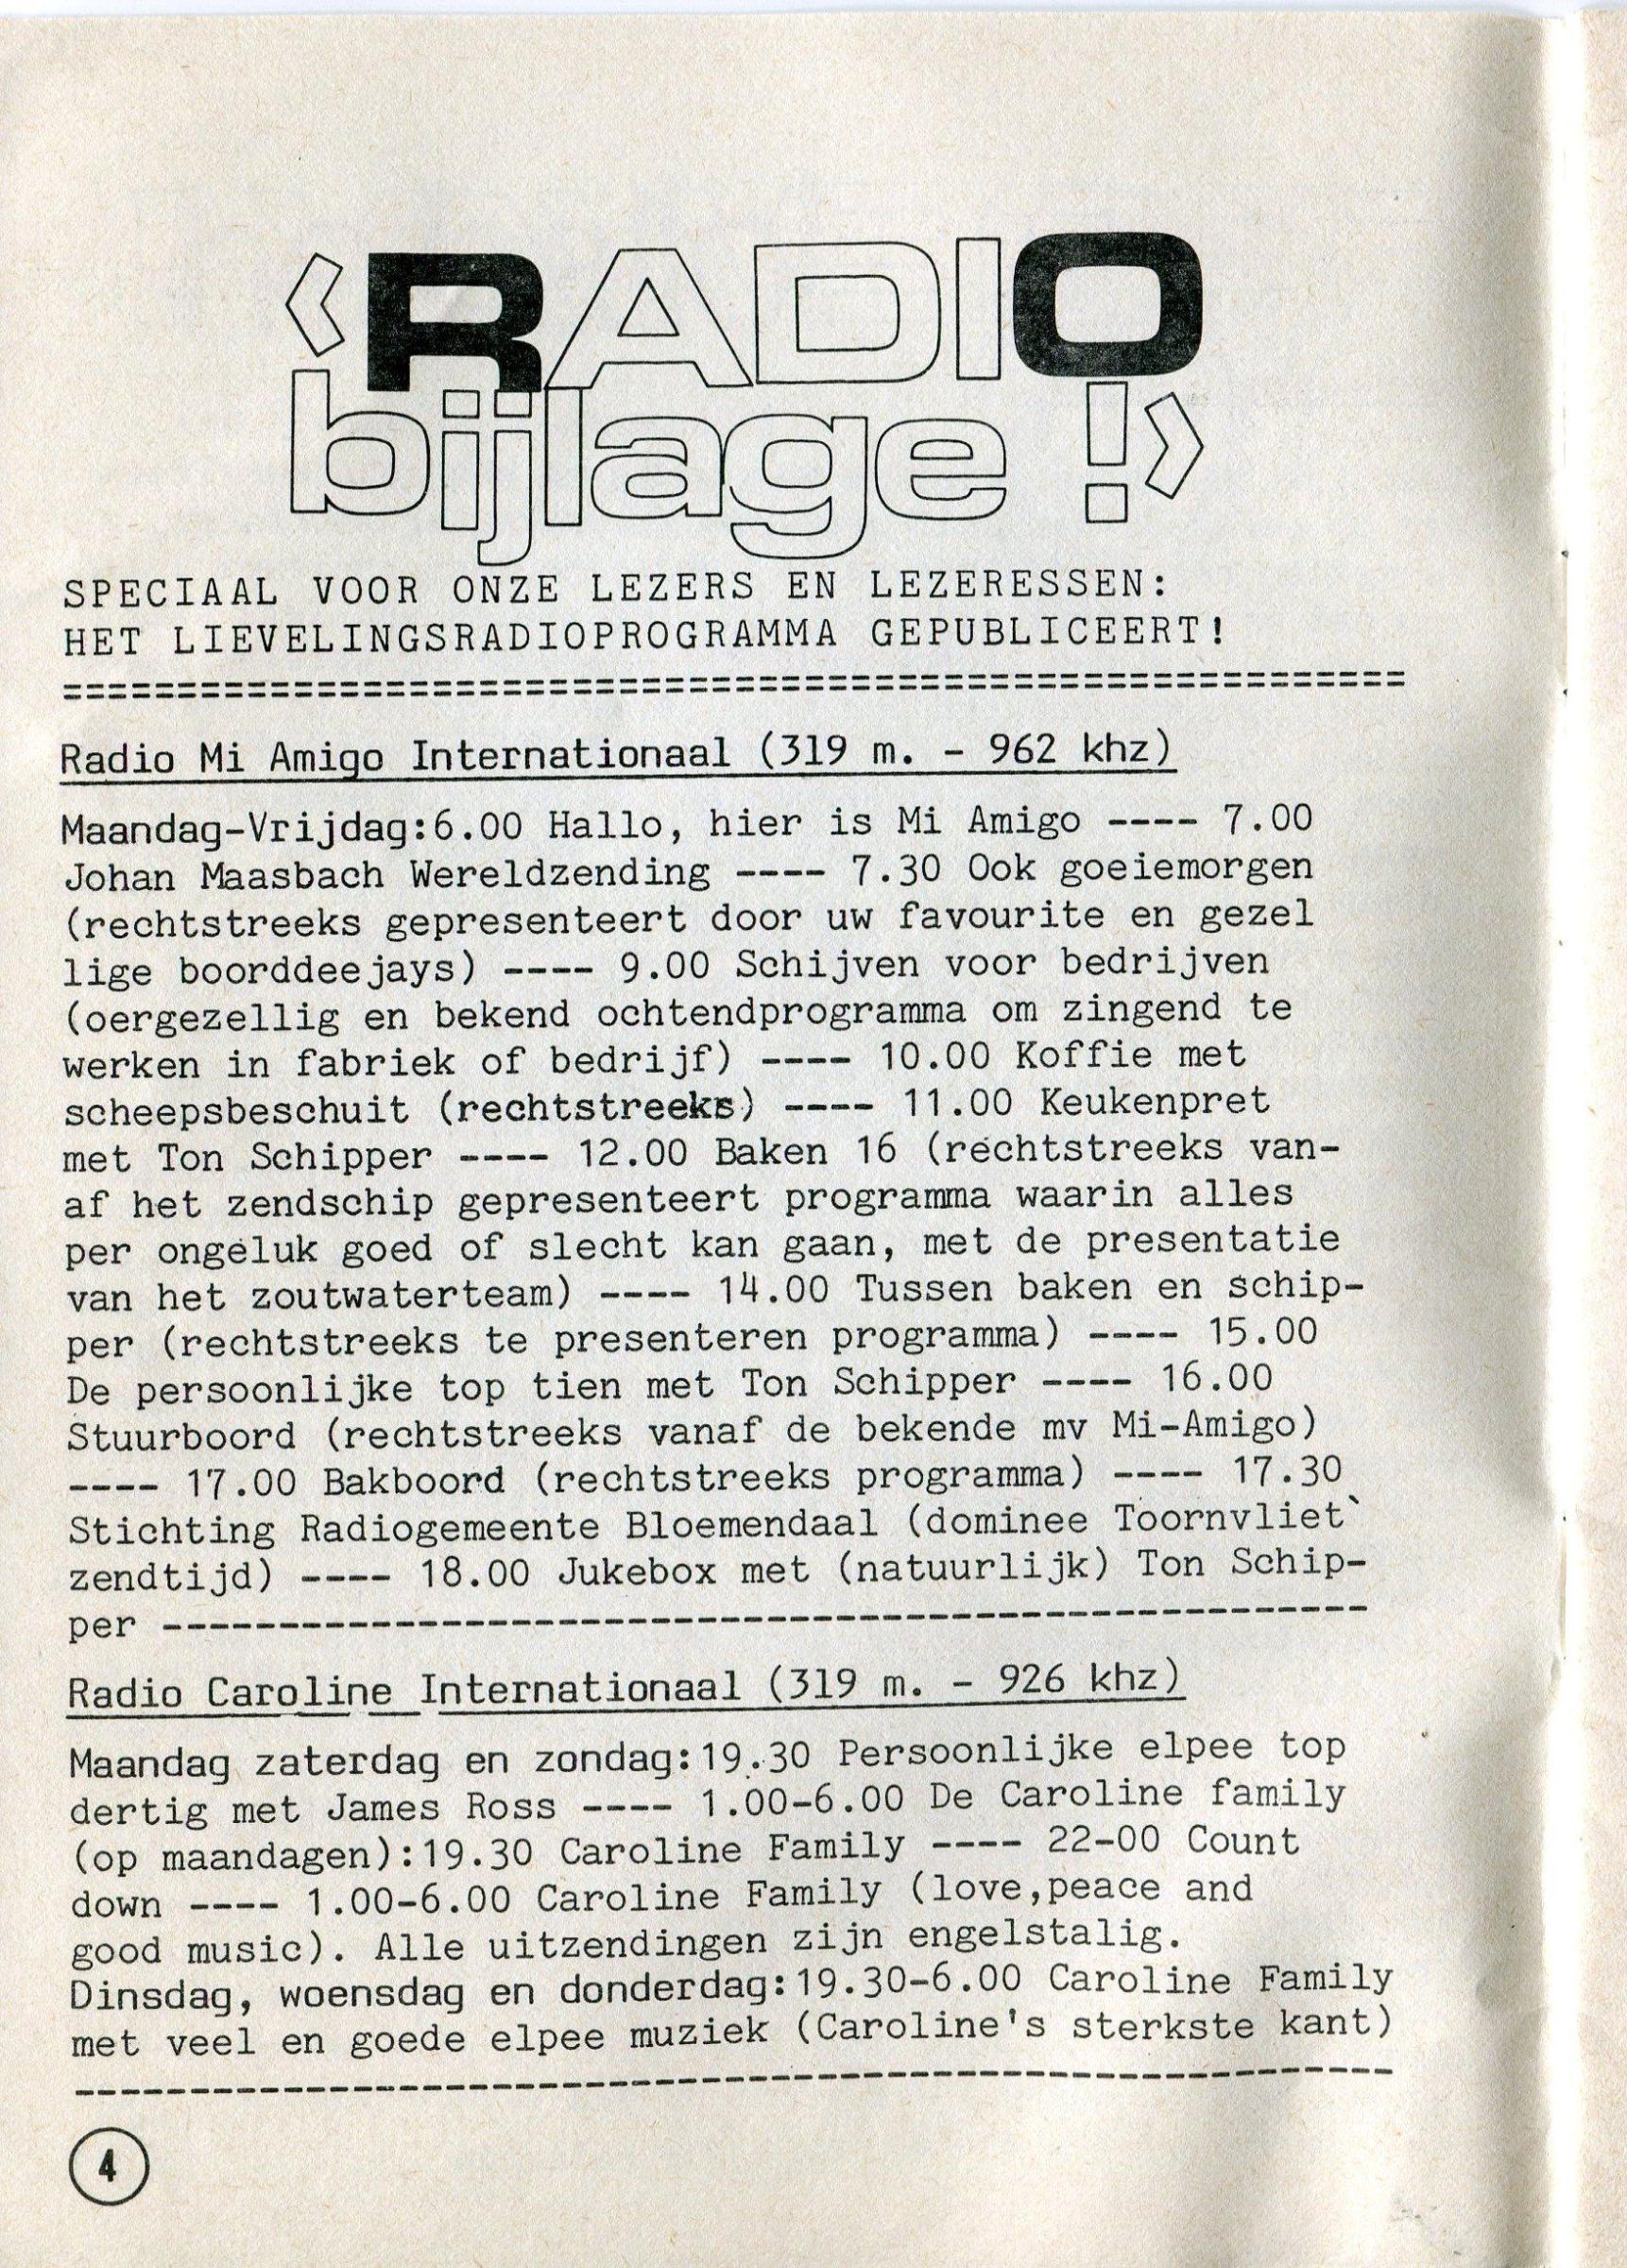 ‹RADIO
bijlage !›
SPECIAAL VOOR ONZE LEZERS EN LEZERESSEN:
HET LIEVELINGSRADIOPROGRAMMA GEPUBLICEERT!
==========================================================
Radio Mi Amigo Internationaal (319 m. - 962 khz)
Maandag-Vrijdag:6.00 Hallo, hier is Mi Amigo ---- 7.00
Johan Maasbach Wereldzending ---- 7.30 Ook goeiemorgen
(rechtstreeks gepresenteert door uw favourite en gezel
lige boorddeejays) ---- 9.00 Schijven voor bedrijven
(oergezellig en bekend ochtendprogramma om zingend te
werken in fabriek of bedrijf) ---- 10.00 Koffie met
scheepsbeschuit (rechtstreeks) ---- 11.00 Keukenpret
met Ton Schipper ---- 12.00 Baken 16 (rechtstreeks van-
af het zendschip gepresenteert programma waarin alles
per ongeluk goed of slecht kan gaan, met de presentatie
van het zoutwaterteam) ---- 14.00 Tussen baken en schip-
per (rechtstreeks te presenteren programma) ---- 15.00
De persoonlijke top tien met Ton Schipper ---- 16.00
Stuurboord (rechtstreeks vanaf de bekende mv Mi-Amigo)
---- 17.00 Bakboord (rechtstreeks programma) ---- 17.30
Stichting Radiogemeente Bloemendaal (dominee Toornvliet`
zendtijd) ---- 18.00 Jukebox met (natuurlijk) Ton Schip-
per ----------------------------------------------------
Radio Caroline Internationaal (319 m. - 926 khz)
Maandag zaterdag en zondag:19.30 Persoonlijke elpee top
dertig met James Ross ---- 1.00-6.00 De Caroline family
(op maandagen):19.30 Caroline Family ---- 22-00 Count
down ---- 1.00-6.00 Caroline Family (love,peace and
good music). Alle uitzendingen zijn engelstalig.
Dinsdag, woensdag en donderdag:19.30-6.00 Caroline Family
met veel en goede elpee muziek (Caroline's sterkste kant)
---------------------------------------------------------
4